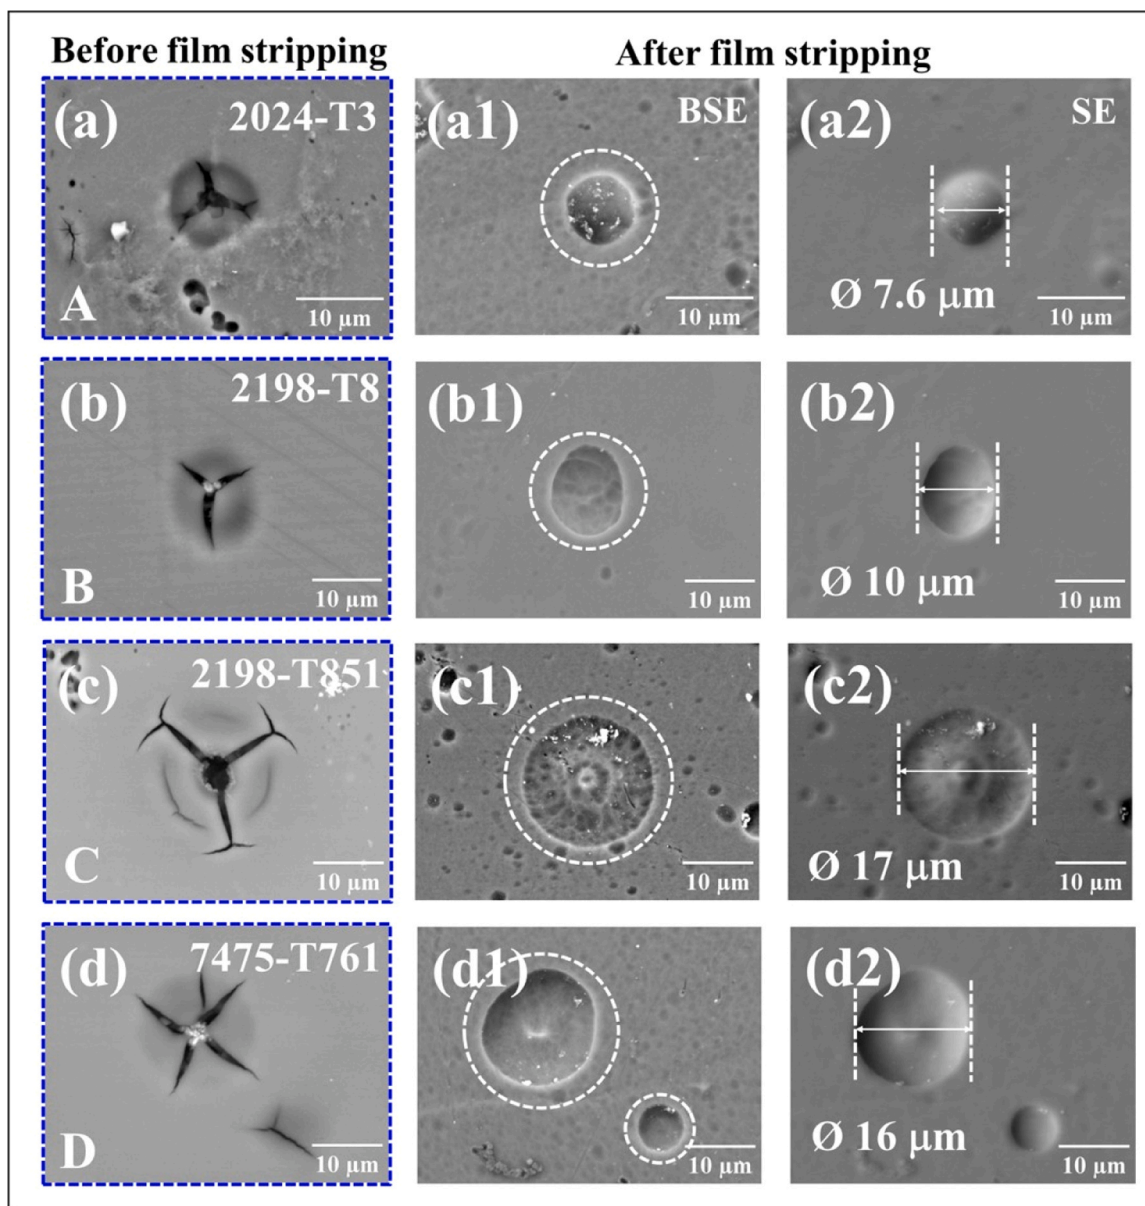 Before film stripping
After film stripping
(a)
2024-T3
A
10 µm
(a1)
BSE
10 µm
(a2)
SE
Ø 7.6 µm
10 µm
(b)
2198-T8
B
10 µm
(b1)
10 µm
(b2)
Ø 10 µm
10 µm
(c)
2198-T851
C
10 µm
(c1)
10 µm
(c2)
Ø 17 µm
10 µm
(d)
7475-T761
D
10 µm
(d1)
10 µm
(d2)
Ø 16 µm
10 µm